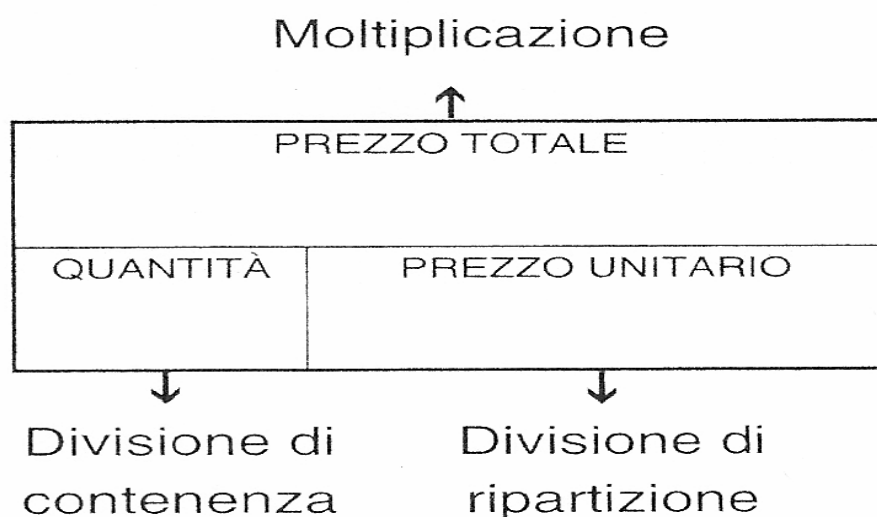 Moltiplicazione
PREZZO TOTALE
QUANTITÀ
PREZZO UNITARIO
Divisione di
contenenza
Divisione di
ripartizione